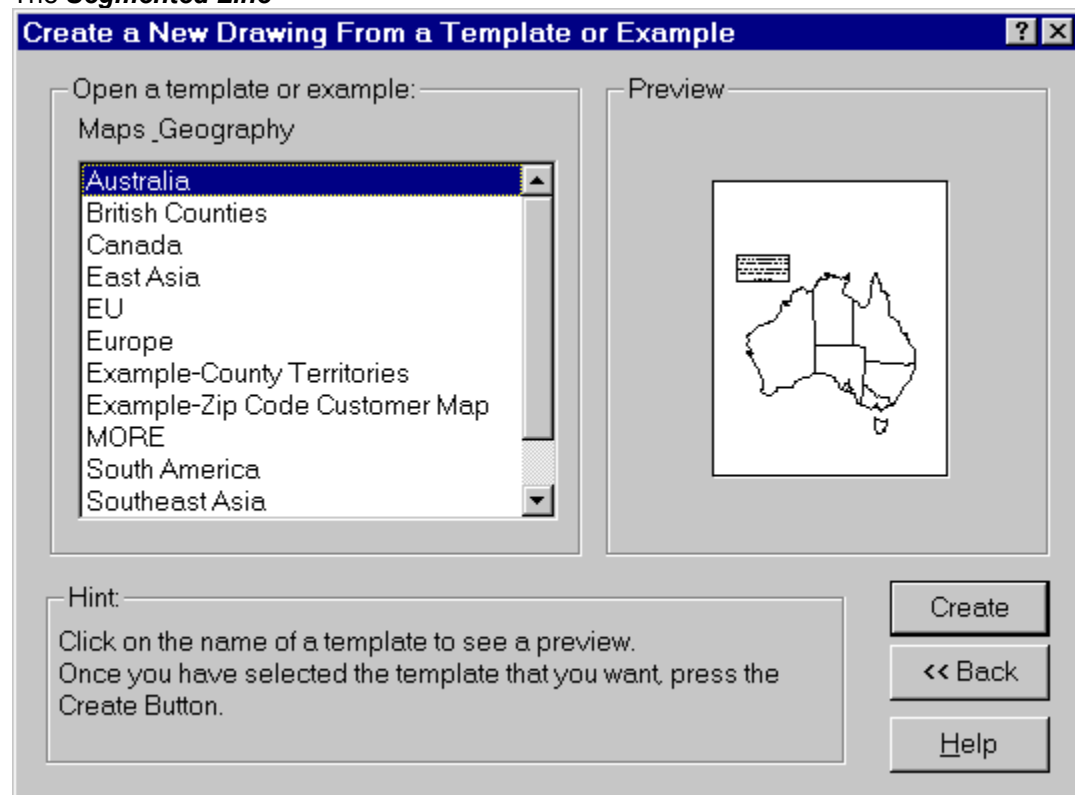 The Segmented Line
Create a New Drawing From a Template or Example
Open a template or example:
Maps_Geography
Australia
British Counties
Canada
East Asia
EU
Europe
Example-County Territories
Example-Zip Code Customer Map
MORE
South America
Southeast Asia
Preview
Hint:
Click on the name of a template to see a preview.
Once you have selected the template that you want, press the
Create Button.
Create
<< Back
Help